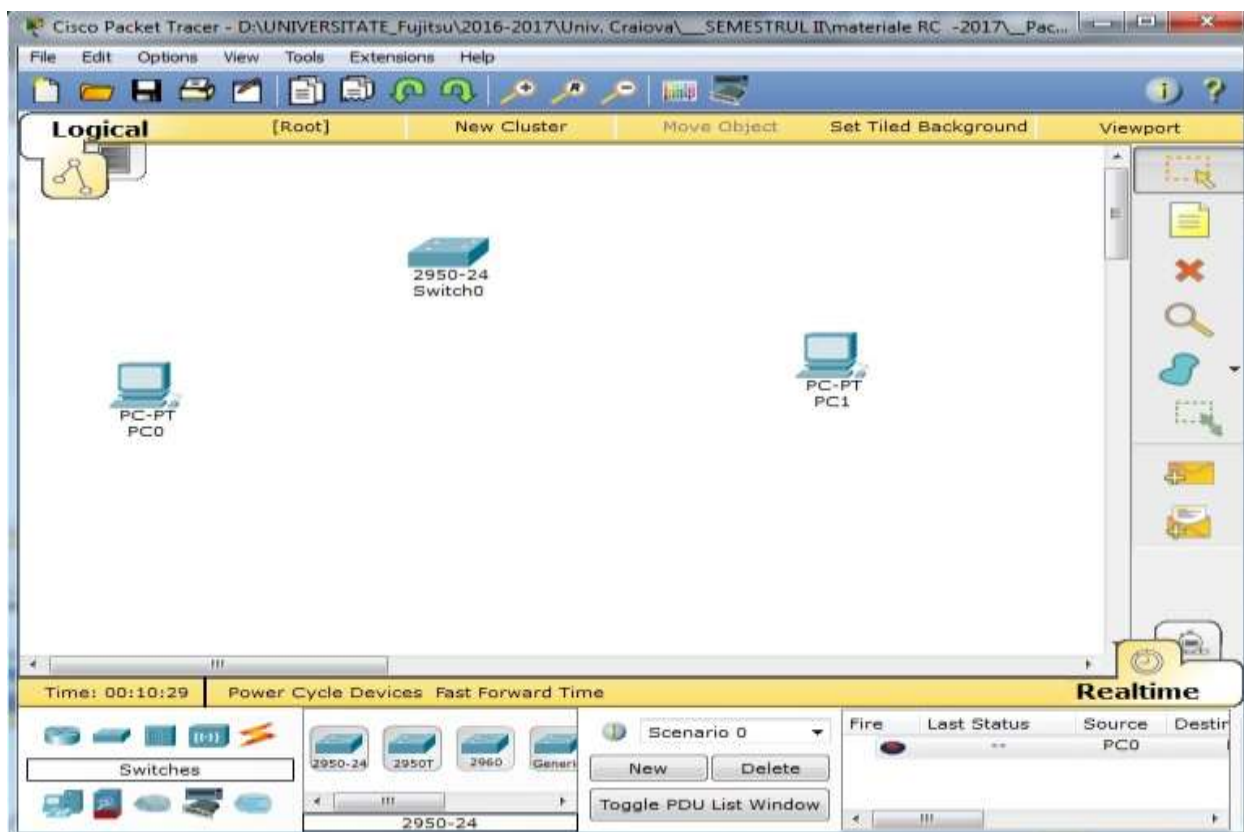 Cisco Packet Tracer - D:\UNIVERSITATE_Fujitsu\2016-2017\Univ. Craiova\__SEMESTRUL II\materiale RC -2017\__Pac...
File Edit Options View Tools Extensions Help
Logical [Root] New Cluster Move Object Set Tiled Background Viewport
2950-24
Switch0
PC-PT
PC0
PC-PT
PC1
Time: 00:10:29 Power Cycle Devices Fast Forward Time Realtime
Switches
2950-24 2950T 2960 Generi
2950-24
Scenario 0
New Delete
Toggle PDU List Window
Fire Last Status Source Destin
-- PC0